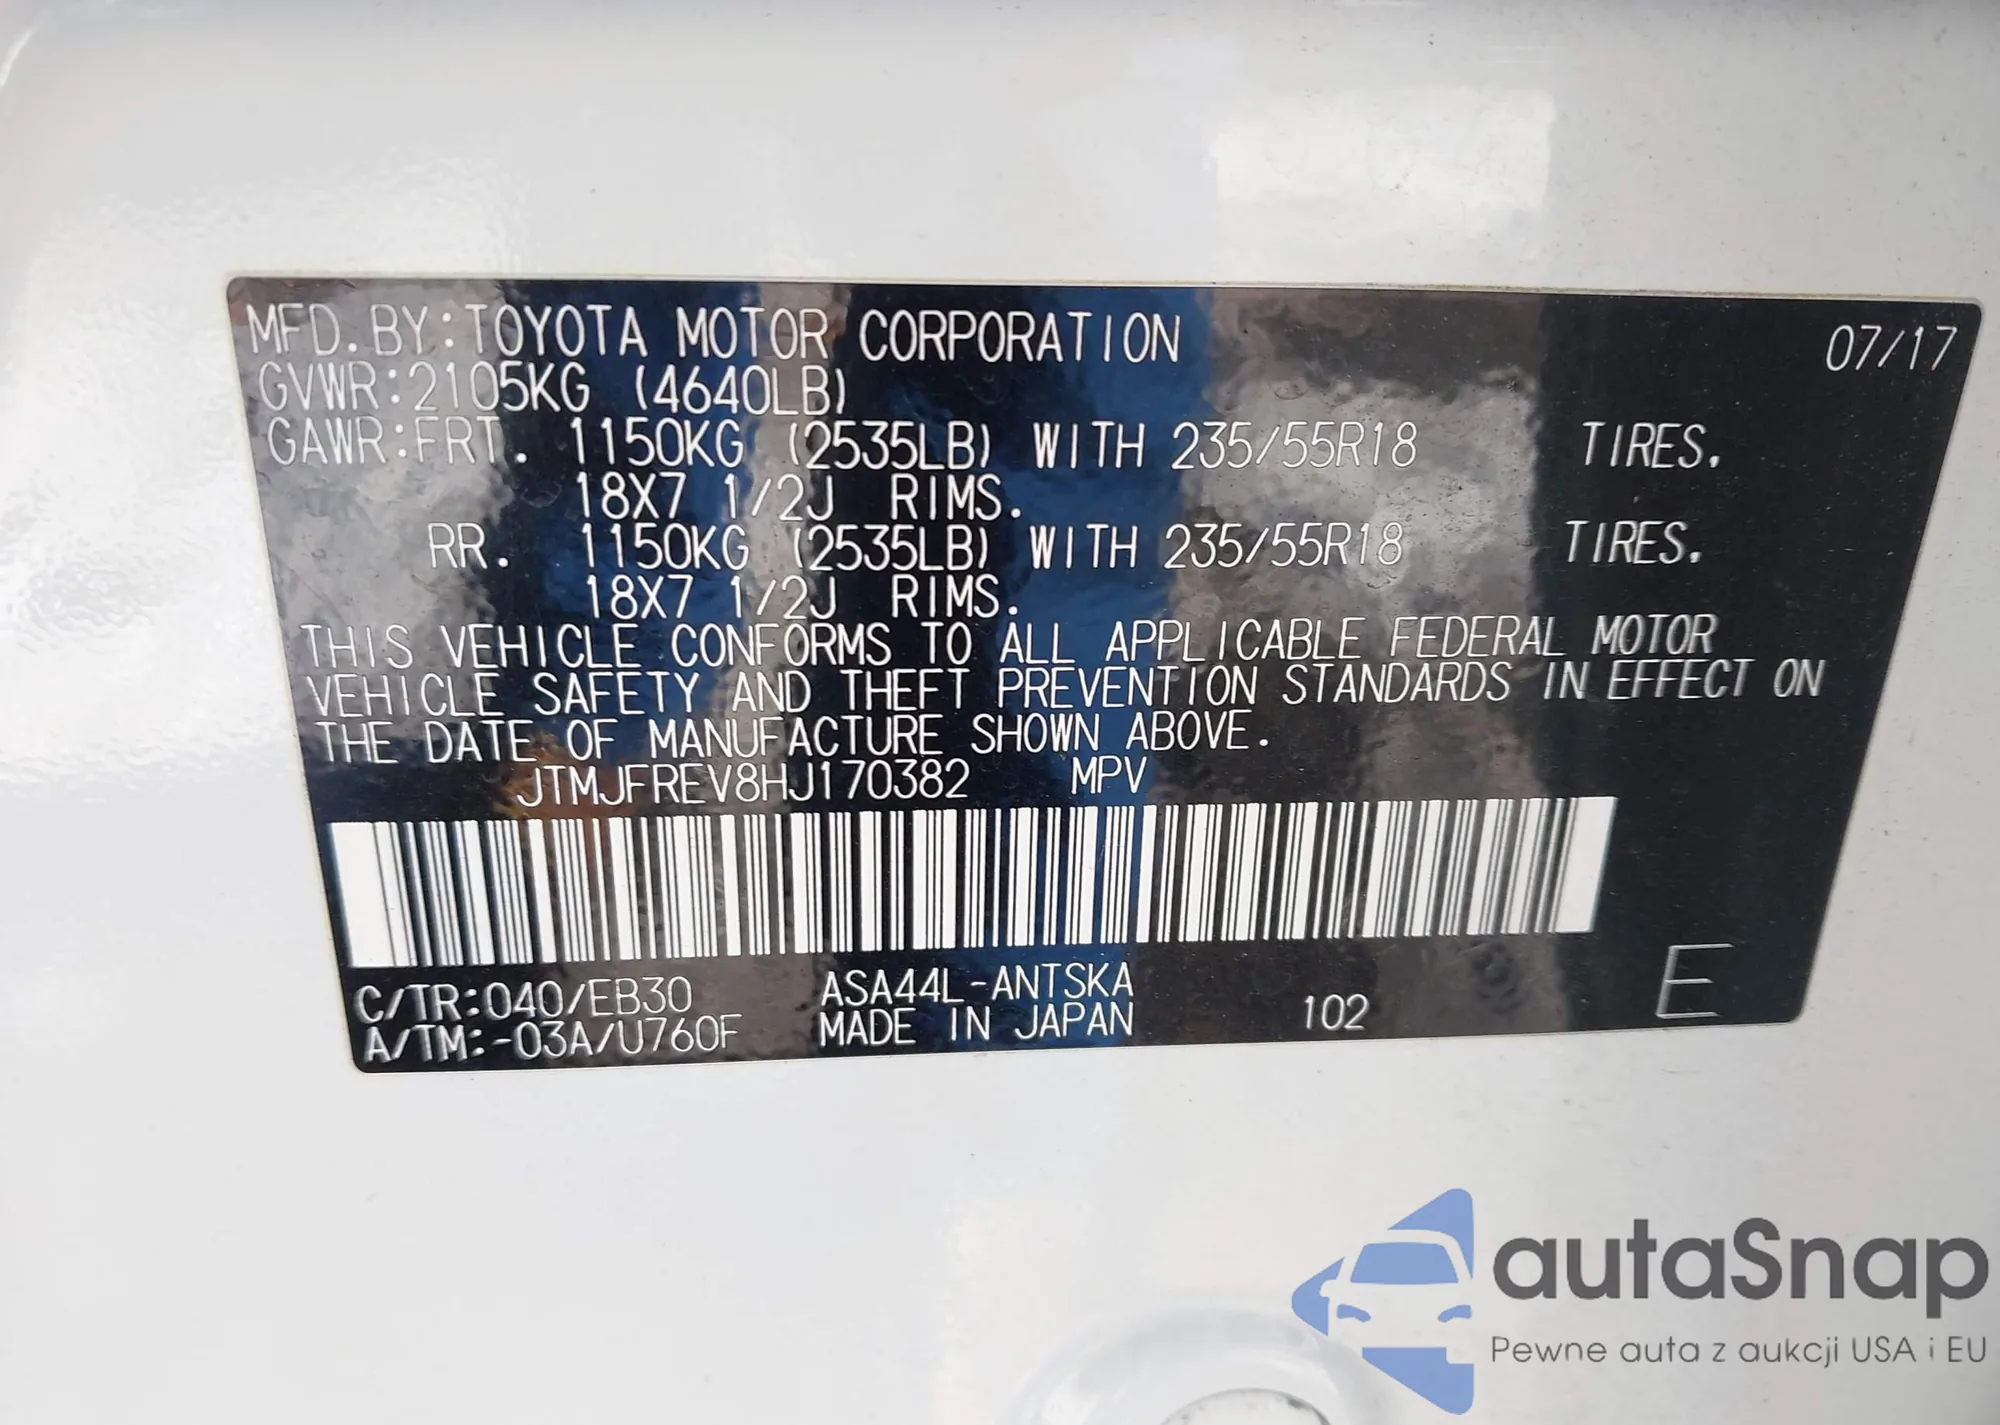 MFD.BY:TOYOTA MOTOR CORPORATION 07/17
GVWR:2105KG (4640LB)
GAWR:FRT. 1150KG (2535LB) WITH 235/55R18 TIRES.
18X7 1/2J RIMS.
RR. 1150KG (2535LB) WITH 235/55R18 TIRES.
18X7 1/2J RIMS.
THIS VEHICLE CONFORMS TO ALL APPLICABLE FEDERAL MOTOR
VEHICLE SAFETY AND THEFT PREVENTION STANDARDS IN EFFECT ON
THE DATE OF MANUFACTURE SHOWN ABOVE.
JTMJFREV8HJ170382 MPV
C/TR:040/EB30 ASA44L-ANTSKA
A/TM:-03A/U760F MADE IN JAPAN 102 E
autaSnap
Pewne auta z aukcji USA i EU